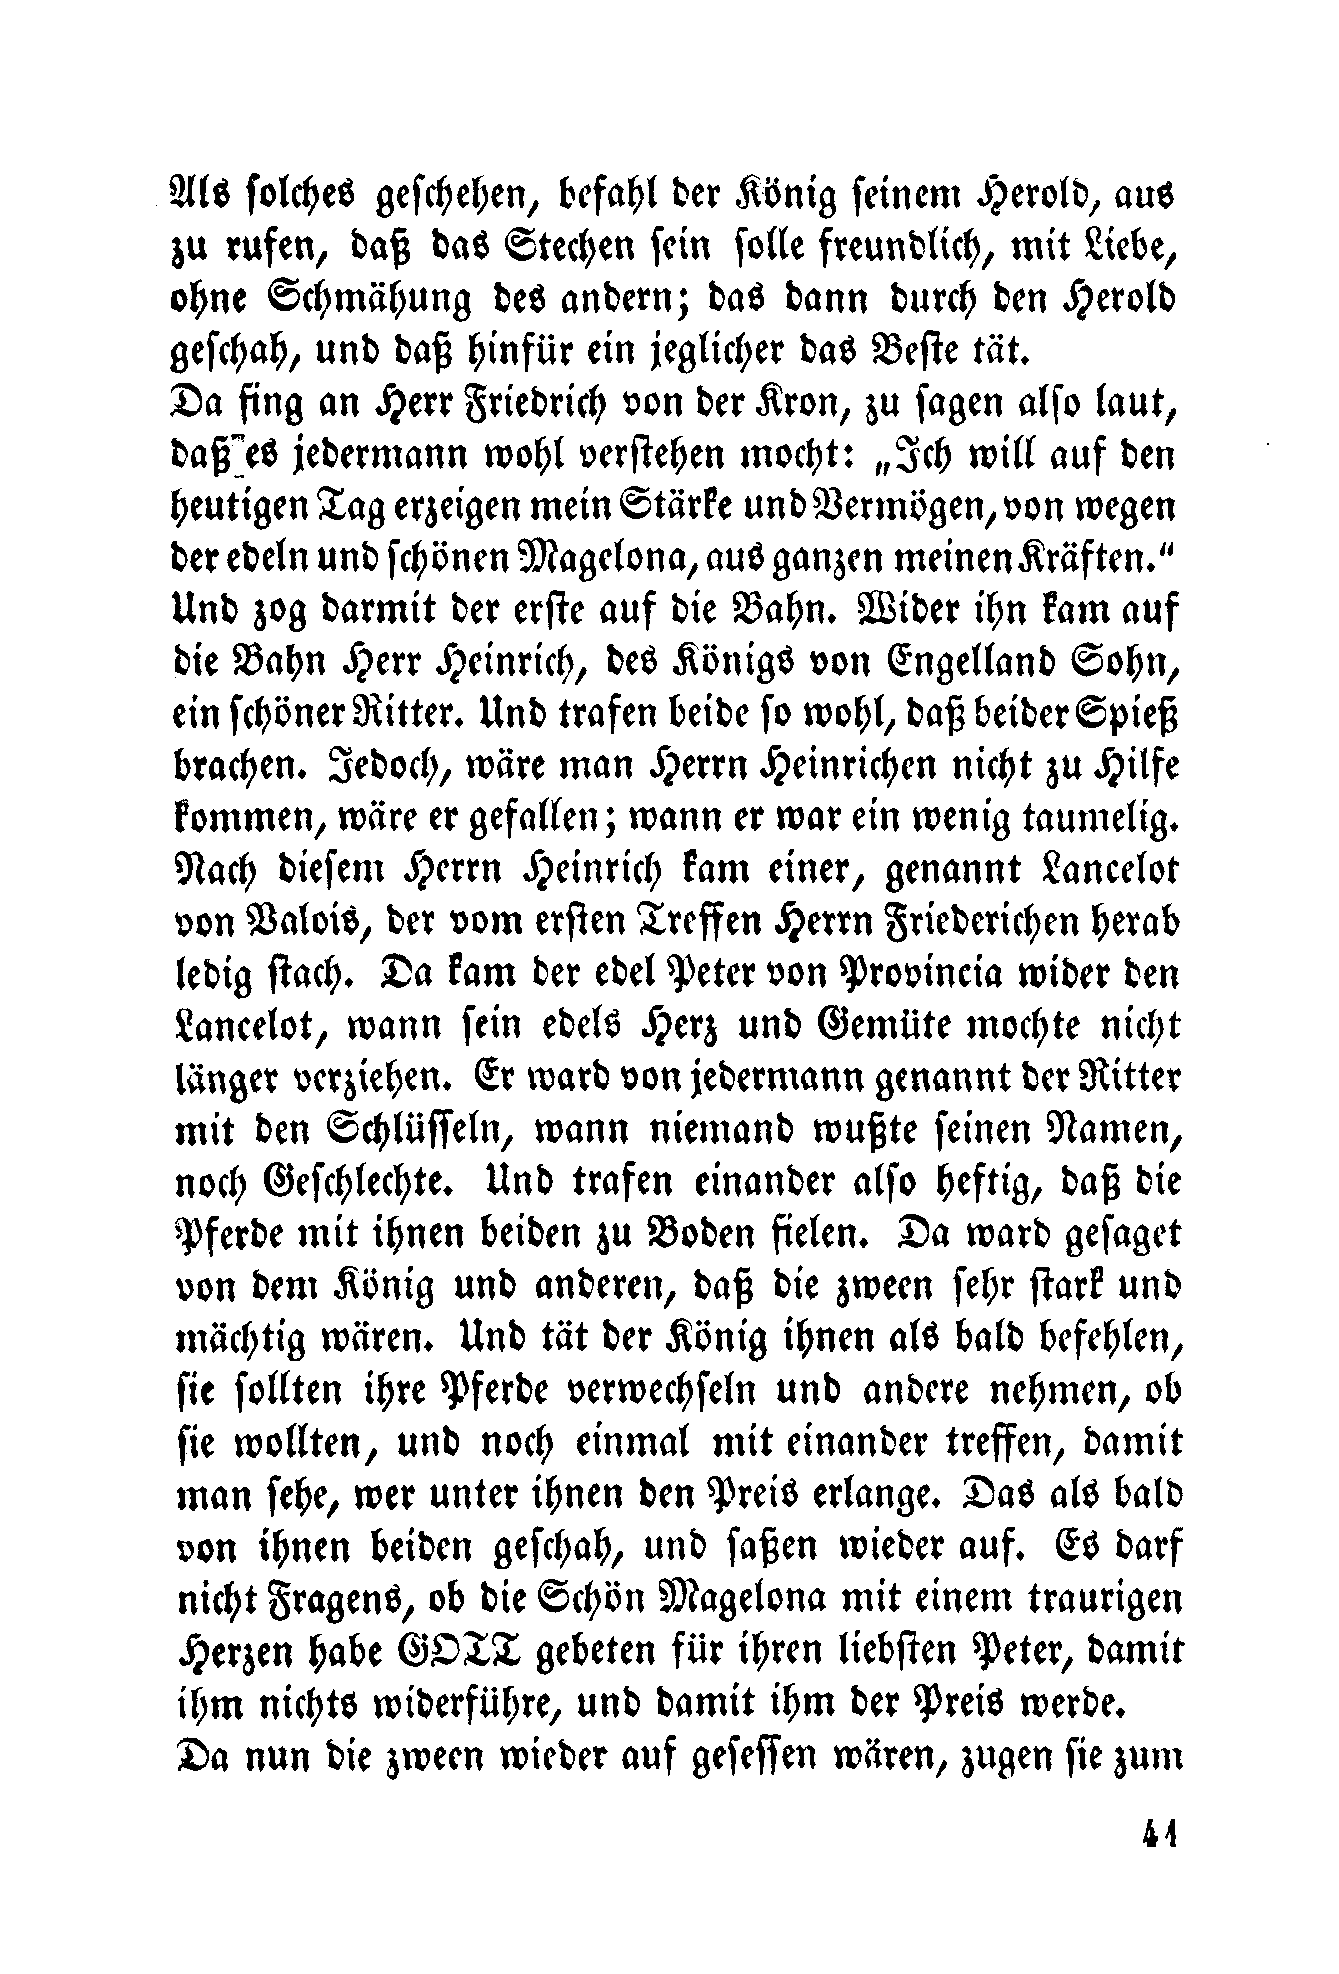 Als solches geschehen, befahl der König seinem Herold, aus
zu rufen, daß das Stechen sein solle freundlich, mit Liebe,
ohne Schmähung des andern; das dann durch den Herold
geschah, und daß hinfür ein jeglicher das Beste tät.
Da fing an Herr Friedrich von der Kron, zu sagen also laut,
daß es jedermann wohl verstehen mocht: „Ich will auf den
heutigen Tag erzeigen mein Stärke und Vermögen, von wegen
der edeln und schönen Magelona, aus ganzen meinen Kräften.“
Und zog darmit der erste auf die Bahn. Wider ihn kam auf
die Bahn Herr Heinrich, des Königs von Engelland Sohn,
ein schöner Ritter. Und trafen beide so wohl, daß beider Spieß
brachen. Jedoch, wäre man Herrn Heinrichen nicht zu Hilfe
kommen, wäre er gefallen; wann er war ein wenig taumelig.
Nach diesem Herrn Heinrich kam einer, genannt Lancelot
von Valois, der vom ersten Treffen Herrn Friederichen herab
ledig stach. Da kam der edel Peter von Provincia wider den
Lancelot, wann sein edels Herz und Gemüte mochte nicht
länger verziehen. Er ward von jedermann genannt der Ritter
mit den Schlüsseln, wann niemand wußte seinen Namen,
noch Geschlechte. Und trafen einander also heftig, daß die
Pferde mit ihnen beiden zu Boden fielen. Da ward gesaget
von dem König und anderen, daß die zween sehr stark und
mächtig wären. Und tät der König ihnen als bald befehlen,
sie sollten ihre Pferde verwechseln und andere nehmen, ob
sie wollten, und noch einmal mit einander treffen, damit
man sehe, wer unter ihnen den Preis erlange. Das als bald
von ihnen beiden geschah, und saßen wieder auf. Es darf
nicht Fragens, ob die Schön Magelona mit einem traurigen
Herzen habe GOTT gebeten für ihren liebsten Peter, damit
ihm nichts widerführe, und damit ihm der Preis werde.
Da nun die zween wieder auf gesessen wären, zugen sie zum
41